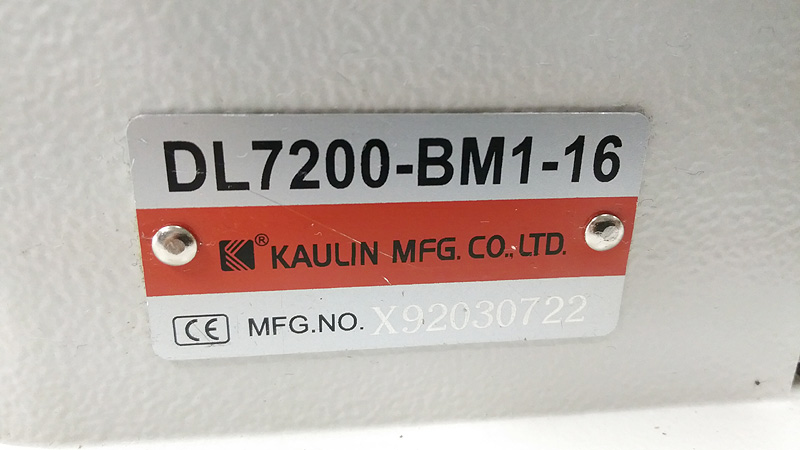 DL7200-BM1-16
® KAULIN MFG. CO., LTD.
CE MFG.NO. X92030722